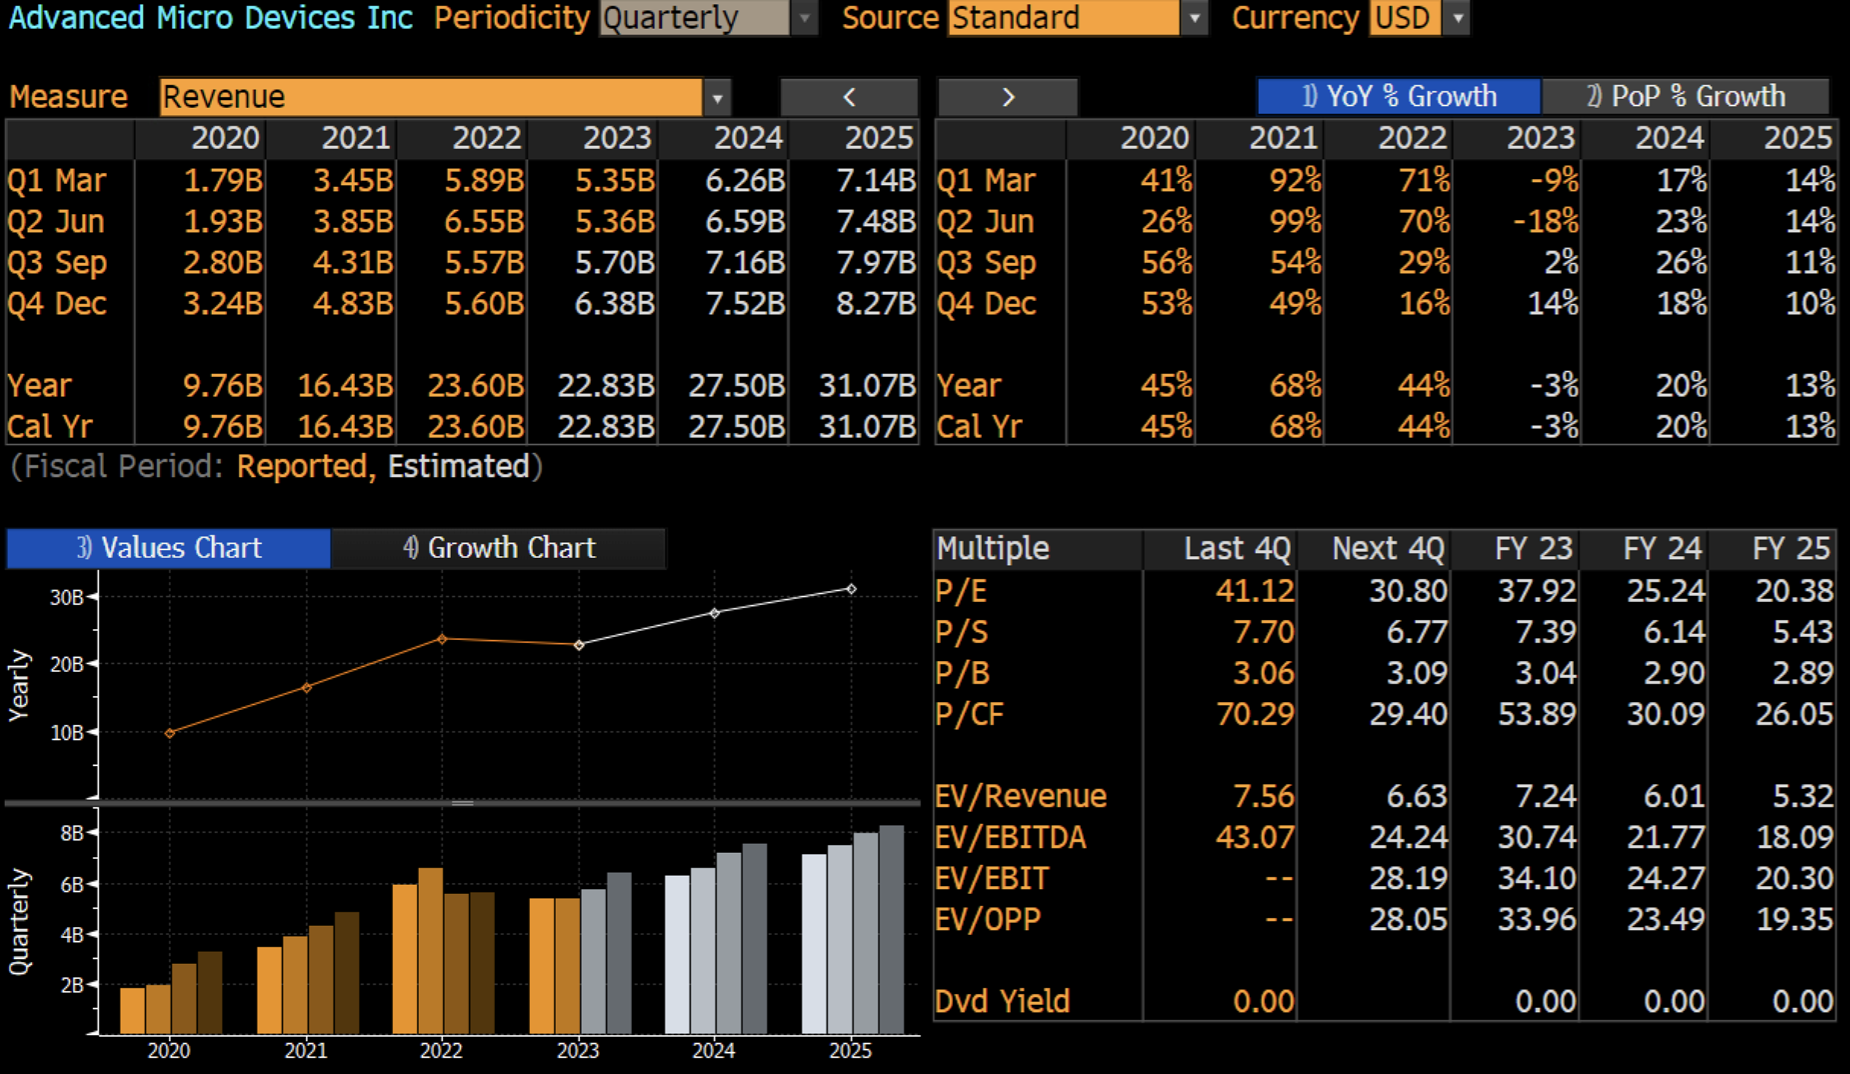 Advanced Micro Devices Inc Periodicity Quarterly Source Standard Currency USD
Measure Revenue < > 1) YoY % Growth 2) PoP % Growth
2020 2021 2022 2023 2024 2025
Q1 Mar 1.79B 3.45B 5.89B 5.35B 6.26B 7.14B
Q2 Jun 1.93B 3.85B 6.55B 5.36B 6.59B 7.48B
Q3 Sep 2.80B 4.31B 5.57B 5.70B 7.16B 7.97B
Q4 Dec 3.24B 4.83B 5.60B 6.38B 7.52B 8.27B
Year 9.76B 16.43B 23.60B 22.83B 27.50B 31.07B
Cal Yr 9.76B 16.43B 23.60B 22.83B 27.50B 31.07B
(Fiscal Period: Reported, Estimated)
2020 2021 2022 2023 2024 2025
Q1 Mar 41% 92% 71% -9% 17% 14%
Q2 Jun 26% 99% 70% -18% 23% 14%
Q3 Sep 56% 54% 29% 2% 26% 11%
Q4 Dec 53% 49% 16% 14% 18% 10%
Year 45% 68% 44% -3% 20% 13%
Cal Yr 45% 68% 44% -3% 20% 13%
3) Values Chart 4) Growth Chart
Yearly
30B
20B
10B
Quarterly
8B
6B
4B
2B
2020 2021 2022 2023 2024 2025
Multiple Last 4Q Next 4Q FY 23 FY 24 FY 25
P/E 41.12 30.80 37.92 25.24 20.38
P/S 7.70 6.77 7.39 6.14 5.43
P/B 3.06 3.09 3.04 2.90 2.89
P/CF 70.29 29.40 53.89 30.09 26.05
EV/Revenue 7.56 6.63 7.24 6.01 5.32
EV/EBITDA 43.07 24.24 30.74 21.77 18.09
EV/EBIT -- 28.19 34.10 24.27 20.30
EV/OPP -- 28.05 33.96 23.49 19.35
Dvd Yield 0.00 0.00 0.00 0.00